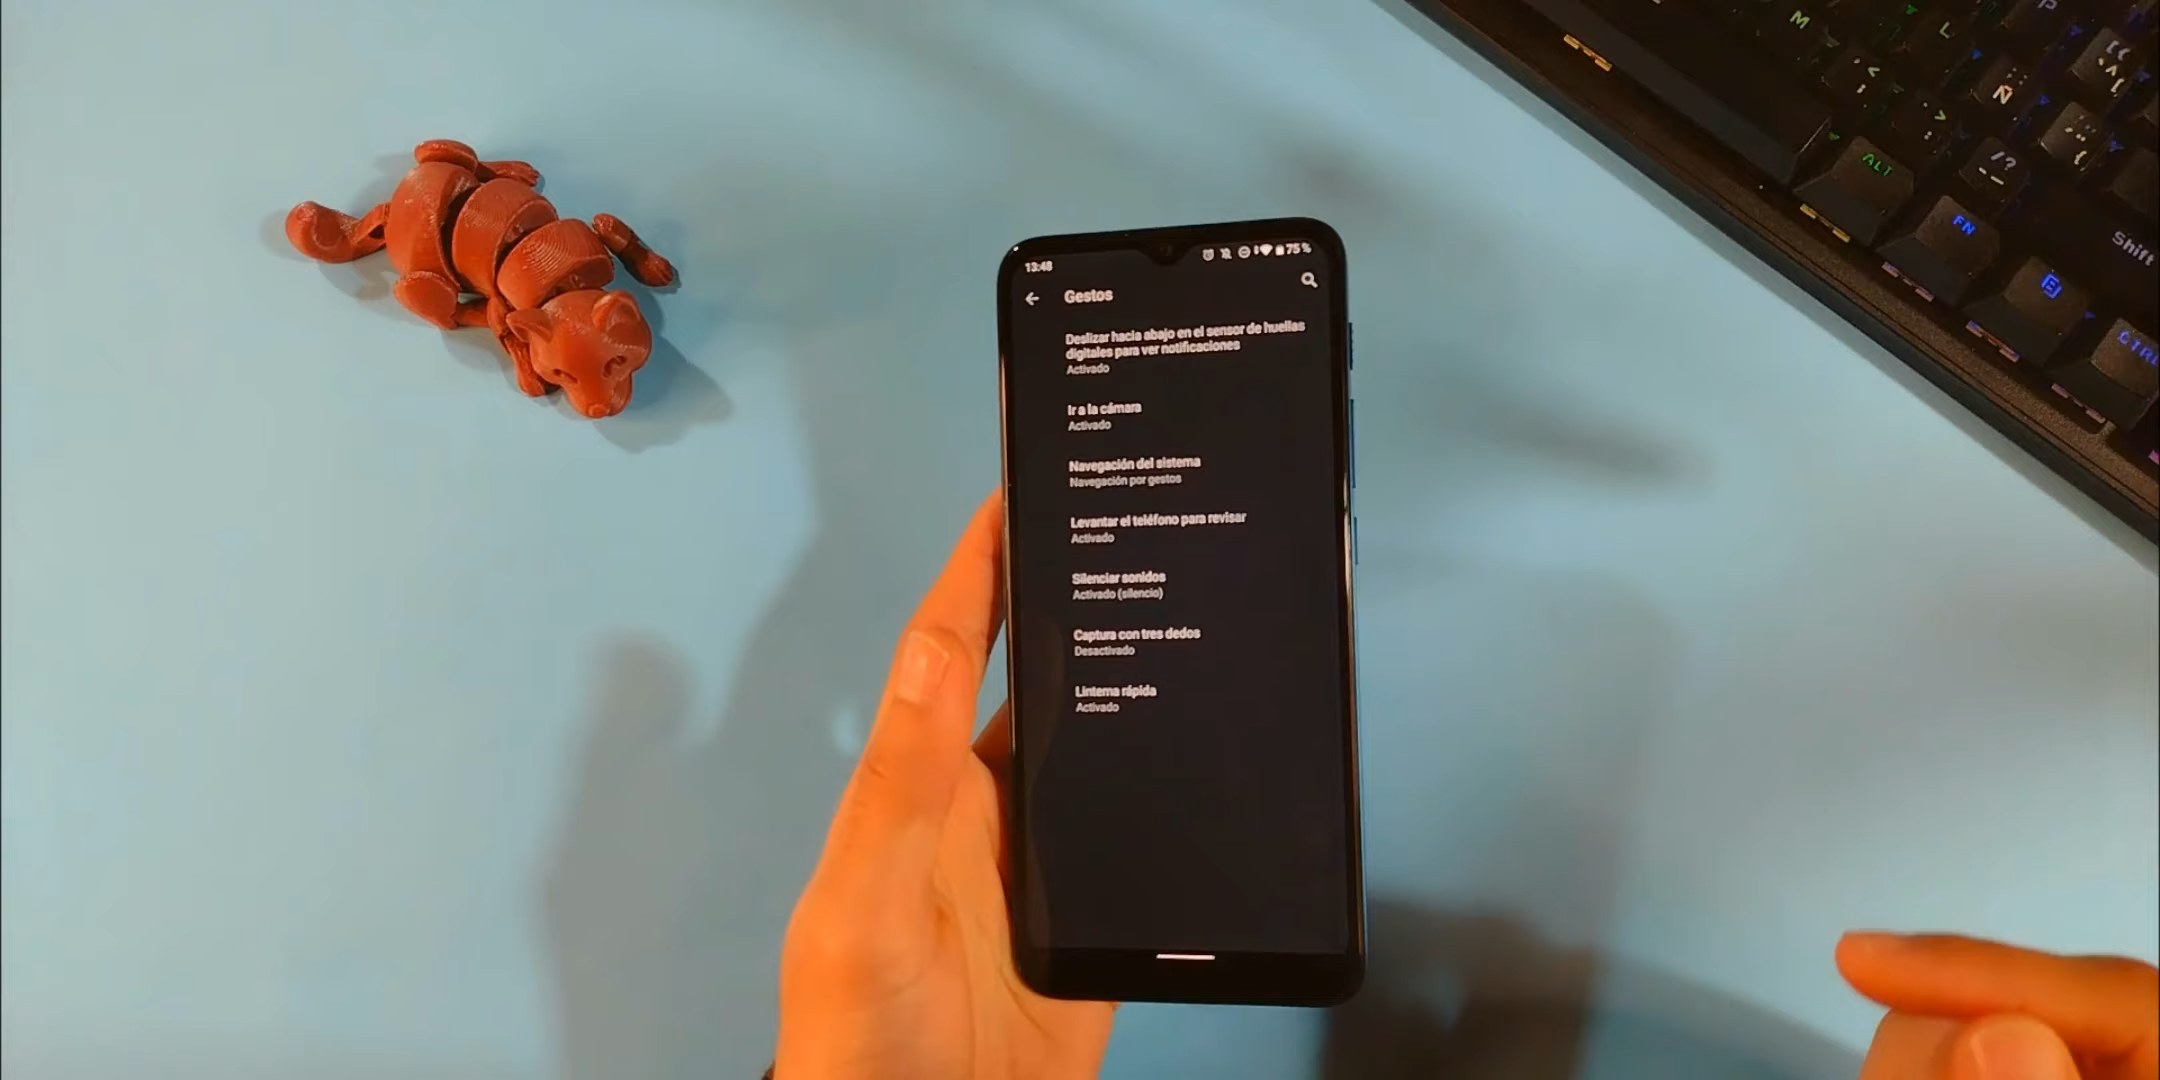 13:48
75 %
Gestos
Deslizar hacia abajo en el sensor de huellas
digitales para ver notificaciones
Activado
Ir a la cámara
Activado
Navegación del sistema
Navegación por gestos
Levantar el teléfono para revisar
Activado
Silenciar sonidos
Activado (silencio)
Captura con tres dedos
Desactivado
Linterna rápida
Activado
M
L
P
Ñ
ALT
FN
Shift
CTRL